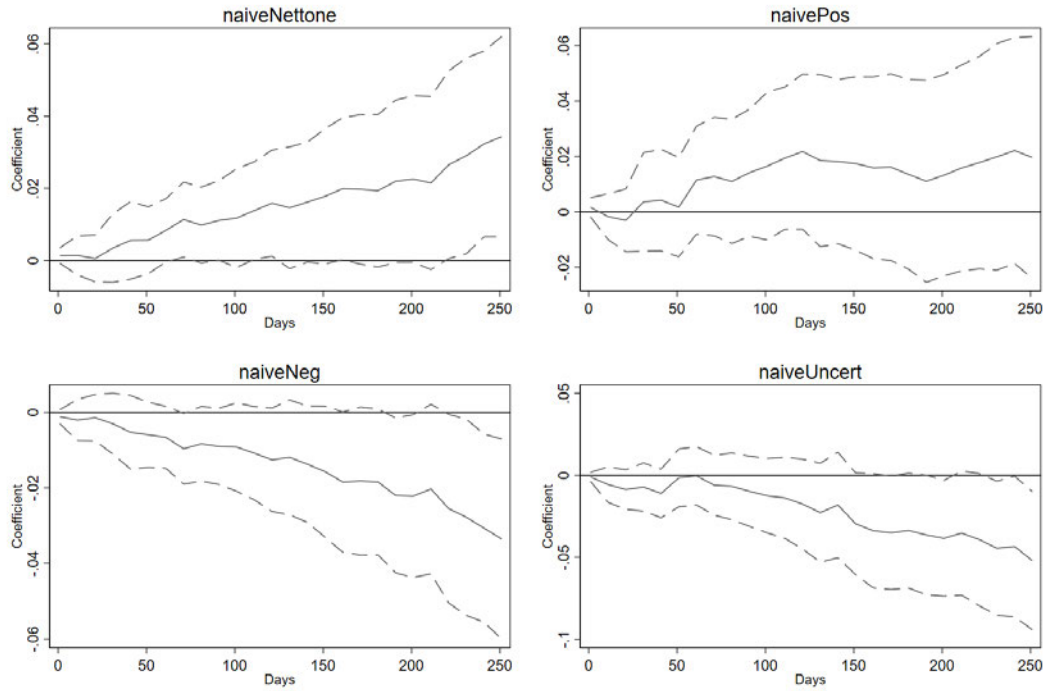 naiveNettone
.06
.04
.02
0
Coefficient
0 50 100 150 200 250
Days
naivePos
.06
.04
.02
0
-.02
Coefficient
0 50 100 150 200 250
Days
naiveNeg
0
-.02
-.04
-.06
Coefficient
0 50 100 150 200 250
Days
naiveUncert
.05
0
-.05
-.1
Coefficient
0 50 100 150 200 250
Days